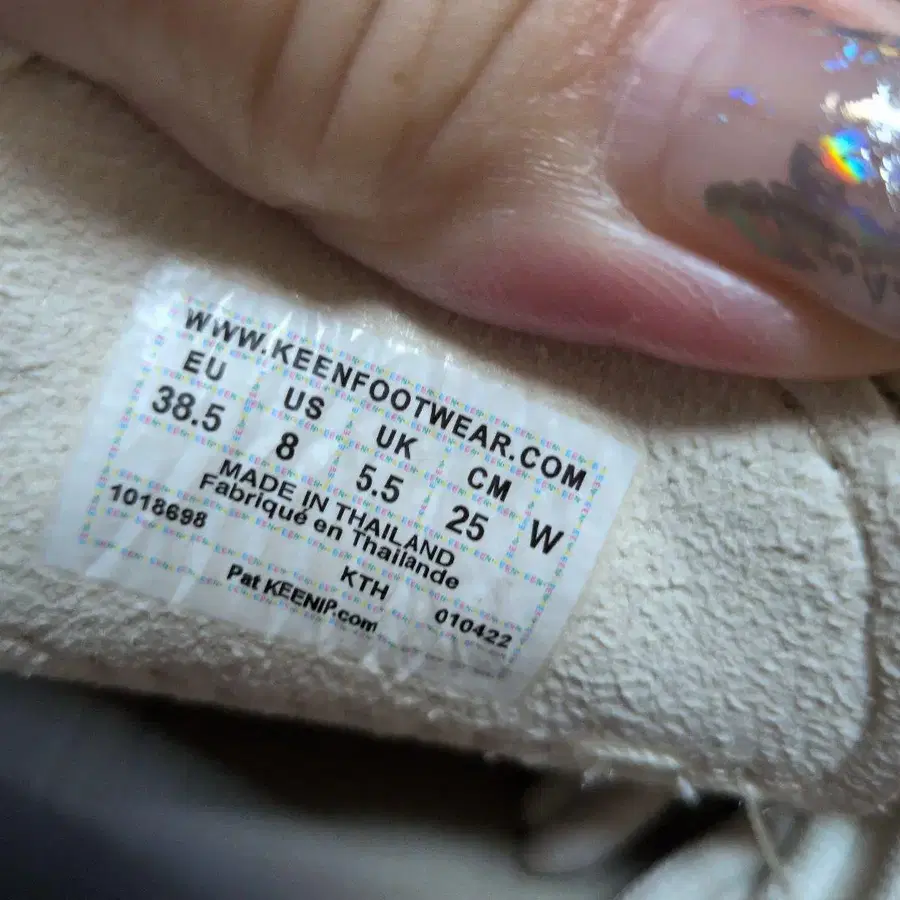 WWW.KEENFOOTWEAR.COM
EU US UK CM
38.5 8 5.5 25 W
MADE IN THAILAND
Fabriqué en Thaïlande
1018698 KTH 010422
Pat KEENIP.com